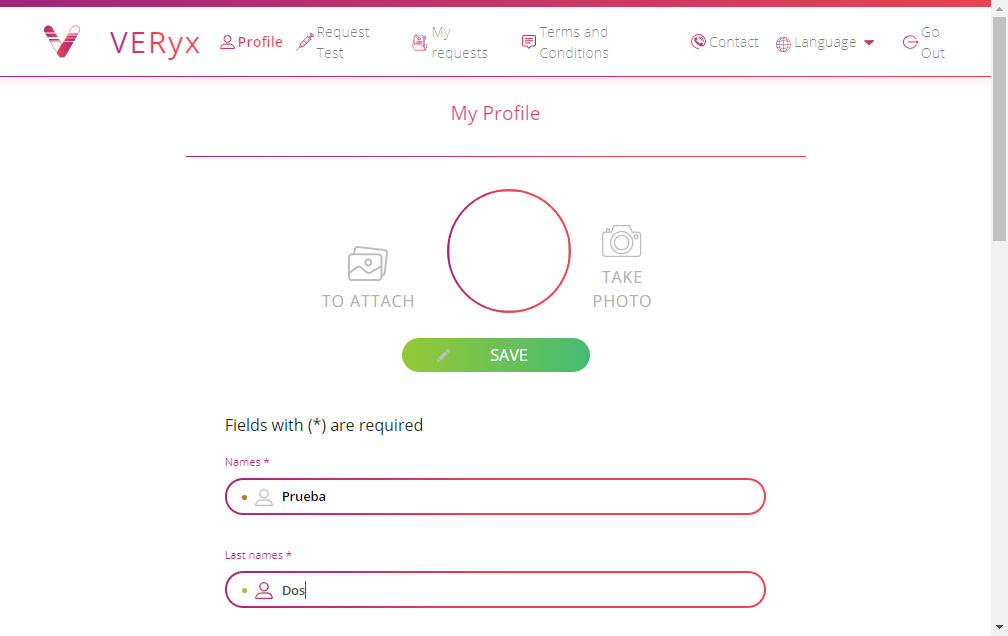 VERyx
Profile
Request
Test
My
requests
Terms and
Conditions
Contact
Language
Go
Out
My Profile
TO ATTACH
TAKE
PHOTO
SAVE
Fields with (*) are required
Names *
Prueba
Last names *
Dos